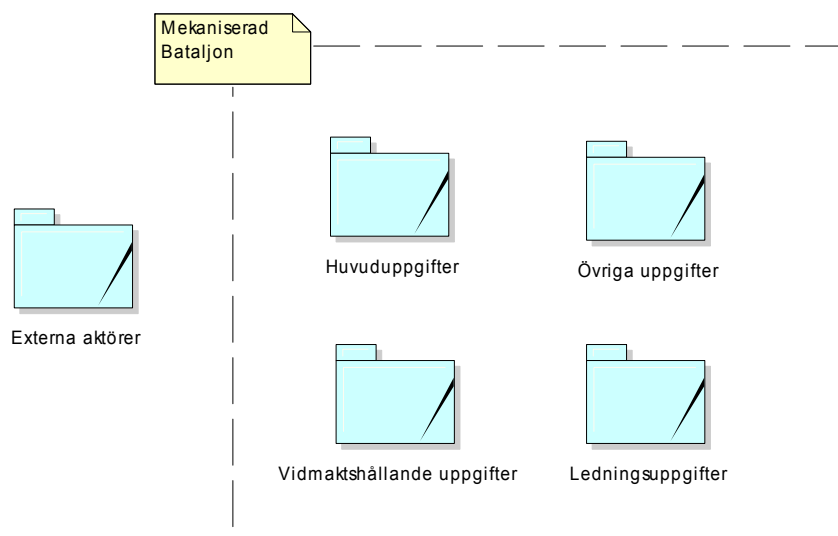 Mekaniserad
Bataljon
Huvuduppgifter
Övriga uppgifter
Externa aktörer
Vidmaktshållande uppgifter
Ledningsuppgifter